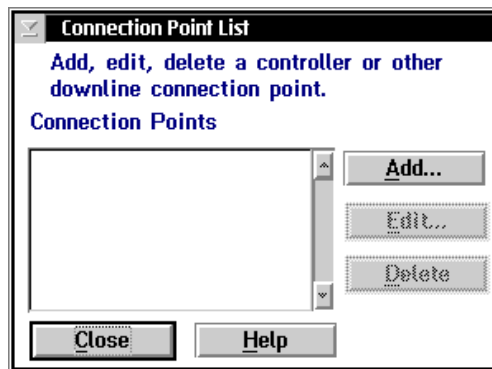 Connection Point List
Add, edit, delete a controller or other
downline connection point.
Connection Points
Add...
Edit...
Delete
Close
Help